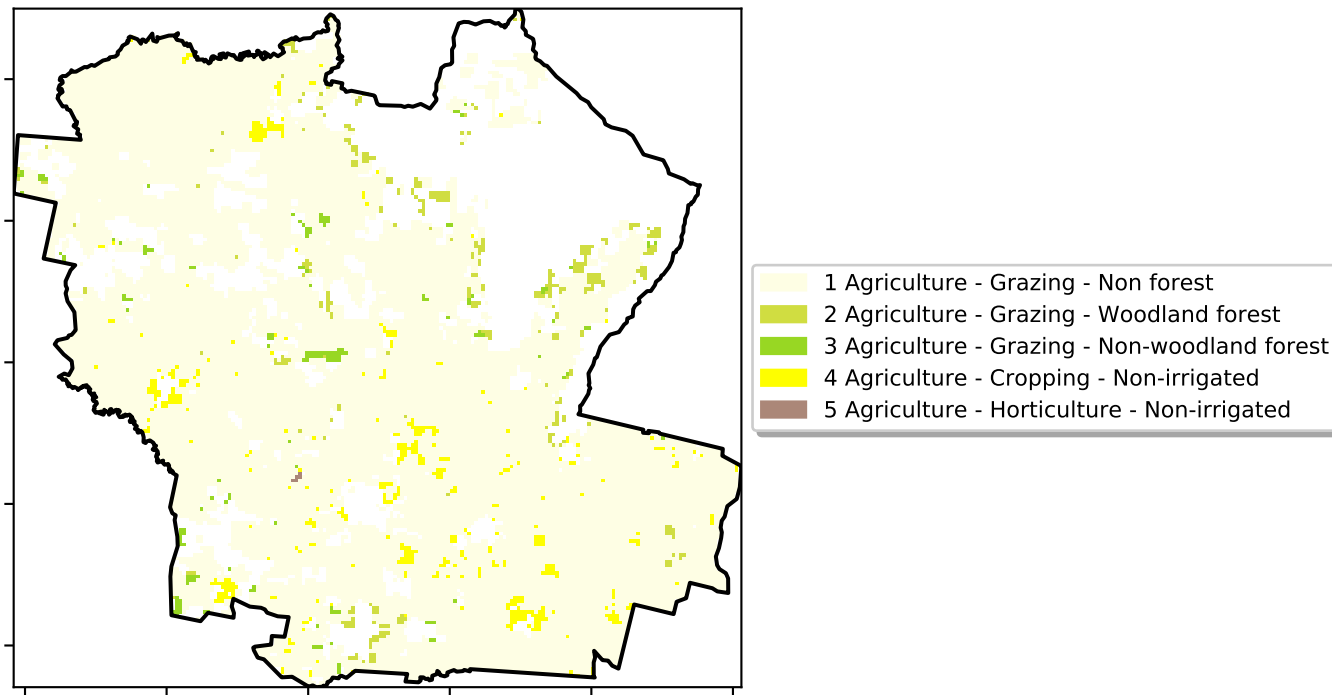 1 Agriculture - Grazing - Non forest
2 Agriculture - Grazing - Woodland forest
3 Agriculture - Grazing - Non-woodland forest
4 Agriculture - Cropping - Non-irrigated
5 Agriculture - Horticulture - Non-irrigated